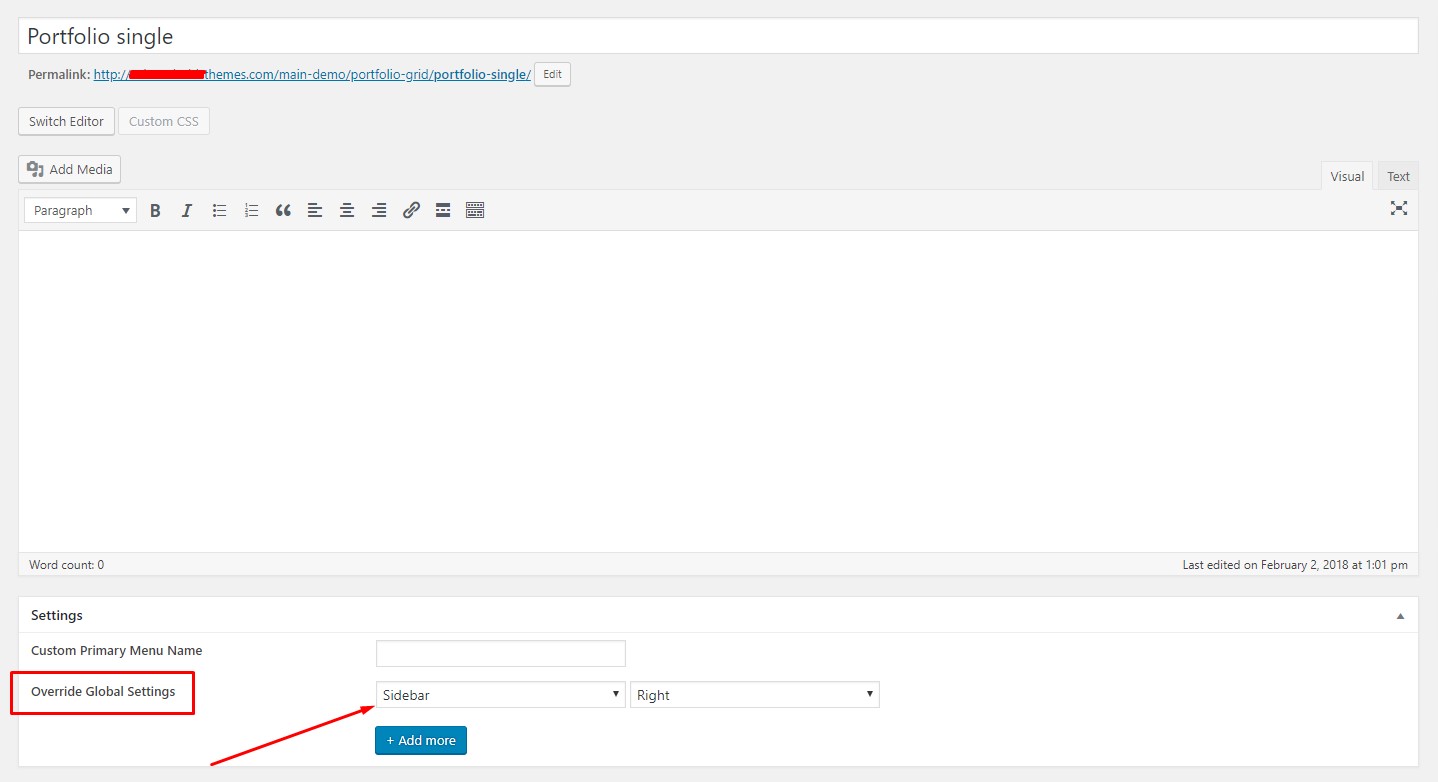 Portfolio single
Permalink: http:// themes.com/main-demo/portfolio-grid/portfolio-single/ Edit
Switch Editor Custom CSS
Add Media
Visual Text
Paragraph B I
Word count: 0 Last edited on February 2, 2018 at 1:01 pm
Settings
Custom Primary Menu Name
Override Global Settings Sidebar Right
+ Add more